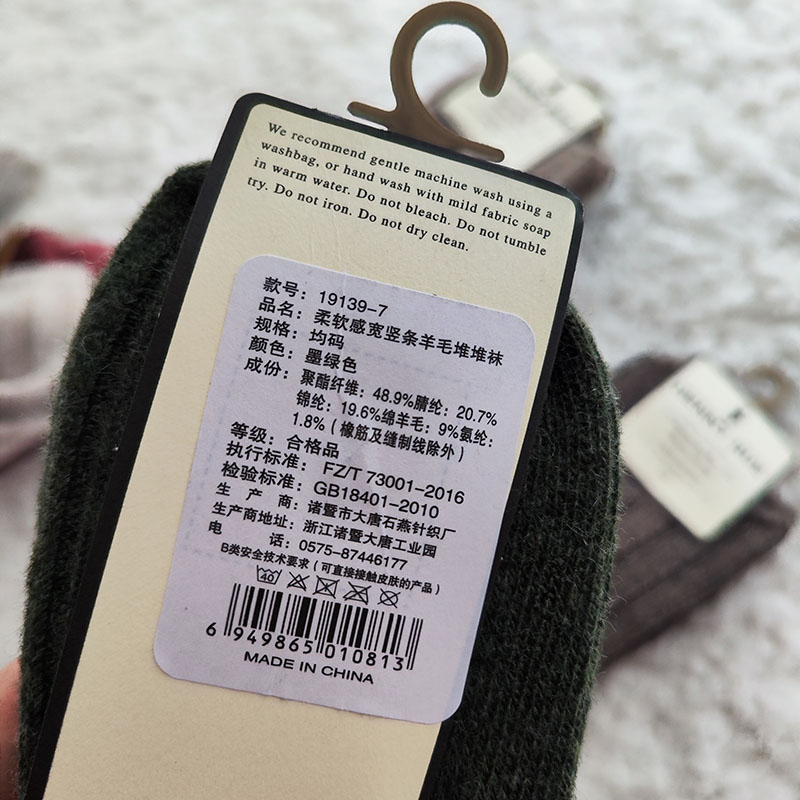 We recommend gentle machine wash using a
washbag, or hand wash with mild fabric soap
in warm water. Do not bleach. Do not tumble
try. Do not iron. Do not dry clean.
款号：19139-7
品名：柔软感宽竖条羊毛堆堆袜
规格：均码
颜色：墨绿色
成份：聚酯纤维：48.9%腈纶：20.7%
锦纶：19.6%绵羊毛：9%氨纶：
1.8%（橡筋及缝制线除外）
等级：合格品
执行标准：FZ/T 73001-2016
检验标准：GB18401-2010
生产商：诸暨市大唐石燕针织厂
生产商地址：浙江诸暨大唐工业园
电话：0575-87446177
B类安全技术要求（可直接接触皮肤的产品）
40
6 949865 010813
MADE IN CHINA